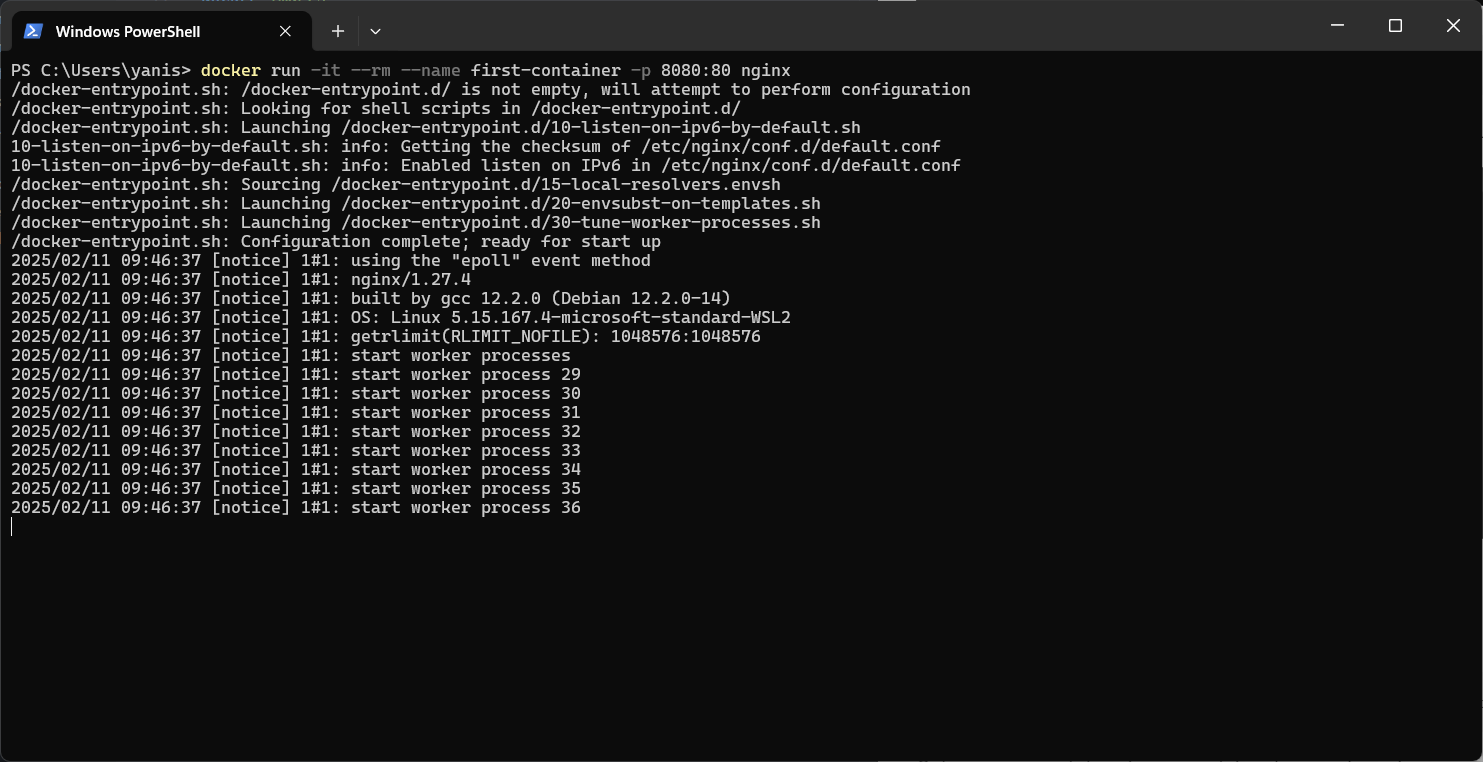 Windows PowerShell
PS C:\Users\yanis> docker run -it --rm --name first-container -p 8080:80 nginx
/docker-entrypoint.sh: /docker-entrypoint.d/ is not empty, will attempt to perform configuration
/docker-entrypoint.sh: Looking for shell scripts in /docker-entrypoint.d/
/docker-entrypoint.sh: Launching /docker-entrypoint.d/10-listen-on-ipv6-by-default.sh
10-listen-on-ipv6-by-default.sh: info: Getting the checksum of /etc/nginx/conf.d/default.conf
10-listen-on-ipv6-by-default.sh: info: Enabled listen on IPv6 in /etc/nginx/conf.d/default.conf
/docker-entrypoint.sh: Sourcing /docker-entrypoint.d/15-local-resolvers.envsh
/docker-entrypoint.sh: Launching /docker-entrypoint.d/20-envsubst-on-templates.sh
/docker-entrypoint.sh: Launching /docker-entrypoint.d/30-tune-worker-processes.sh
/docker-entrypoint.sh: Configuration complete; ready for start up
2025/02/11 09:46:37 [notice] 1#1: using the "epoll" event method
2025/02/11 09:46:37 [notice] 1#1: nginx/1.27.4
2025/02/11 09:46:37 [notice] 1#1: built by gcc 12.2.0 (Debian 12.2.0-14)
2025/02/11 09:46:37 [notice] 1#1: OS: Linux 5.15.167.4-microsoft-standard-WSL2
2025/02/11 09:46:37 [notice] 1#1: getrlimit(RLIMIT_NOFILE): 1048576:1048576
2025/02/11 09:46:37 [notice] 1#1: start worker processes
2025/02/11 09:46:37 [notice] 1#1: start worker process 29
2025/02/11 09:46:37 [notice] 1#1: start worker process 30
2025/02/11 09:46:37 [notice] 1#1: start worker process 31
2025/02/11 09:46:37 [notice] 1#1: start worker process 32
2025/02/11 09:46:37 [notice] 1#1: start worker process 33
2025/02/11 09:46:37 [notice] 1#1: start worker process 34
2025/02/11 09:46:37 [notice] 1#1: start worker process 35
2025/02/11 09:46:37 [notice] 1#1: start worker process 36